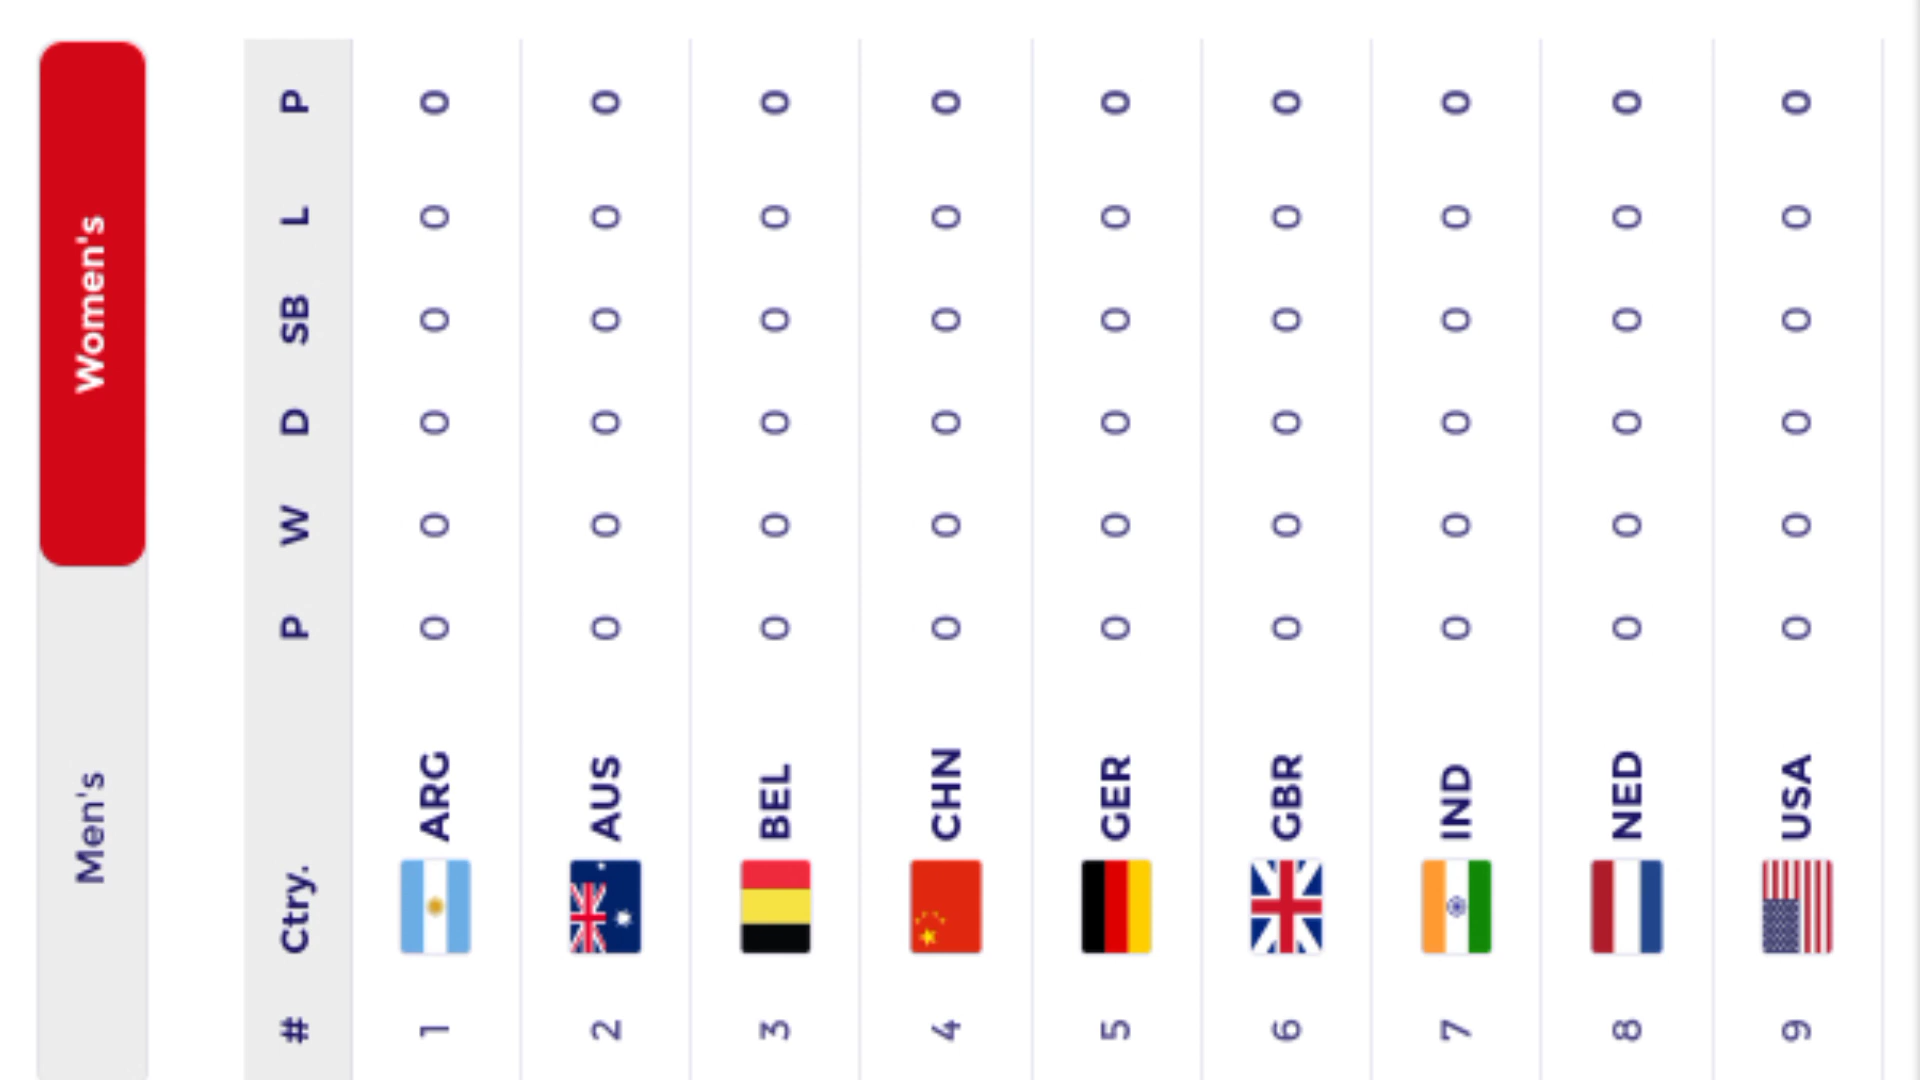 Men's Women's
# Ctry. P W D SB L P
1 ARG 0 0 0 0 0 0
2 AUS 0 0 0 0 0 0
3 BEL 0 0 0 0 0 0
4 CHN 0 0 0 0 0 0
5 GER 0 0 0 0 0 0
6 GBR 0 0 0 0 0 0
7 IND 0 0 0 0 0 0
8 NED 0 0 0 0 0 0
9 USA 0 0 0 0 0 0